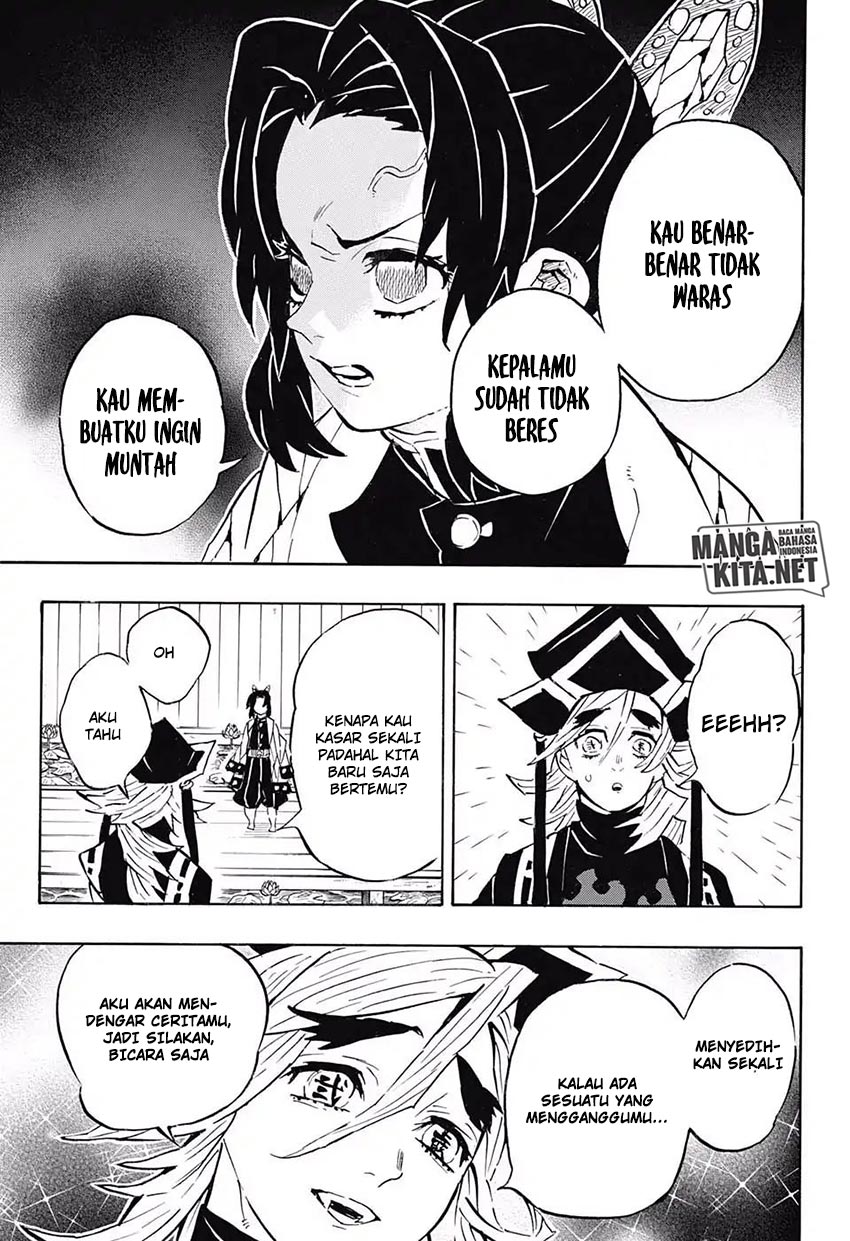 KAU BENAR-
BENAR TIDAK
WARAS
KEPALAMU
SUDAH TIDAK
BERES
KAU MEM-
BUATKU INGIN
MUNTAH
MANGA
KITA.NET
BACA MANGA
BAHASA
INDONESIA
EEEHH?
KENAPA KAU
KASAR SEKALI
PADAHAL KITA
BARU SAJA
BERTEMU?
OH
AKU
TAHU
MENYEDIH-
KAN SEKALI
KALAU ADA
SESUATU YANG
MENGGANGGUMU...
AKU AKAN MEN-
DENGAR CERITAMU,
JADI SILAKAN,
BICARA SAJA
弐